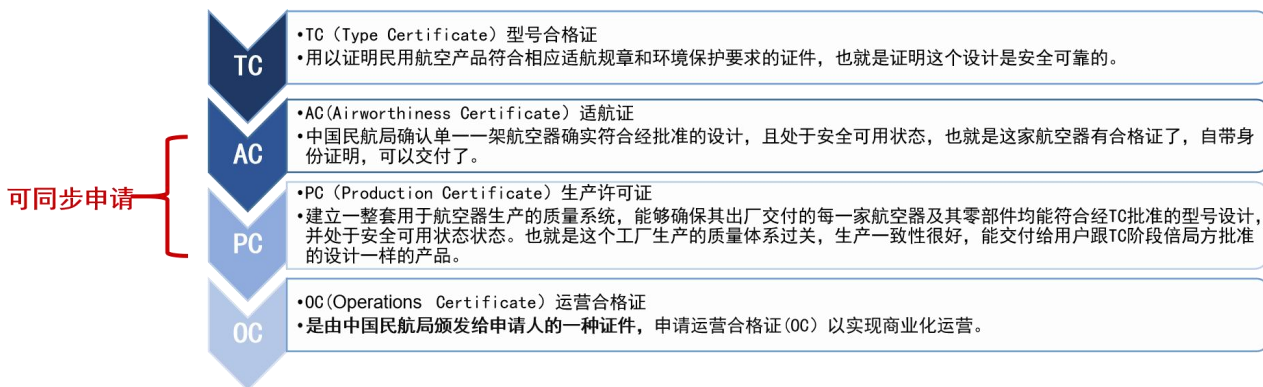 TC
•TC（Type Certificate）型号合格证
•用以证明民用航空产品符合相应适航规章和环境保护要求的证件，也就是证明这个设计是安全可靠的。
可同步申请
AC
•AC(Airworthiness Certificate）适航证
•中国民航局确认单一一架航空器确实符合经批准的设计，且处于安全可用状态，也就是这家航空器有合格证了，自带身
份证明，可以交付了。
PC
•PC（Production Certificate）生产许可证
•建立一整套用于航空器生产的质量系统，能够确保其出厂交付的每一家航空器及其零部件均能符合经TC批准的型号设计，
并处于安全可用状态状态。也就是这个工厂生产的质量体系过关，生产一致性很好，能交付给用户跟TC阶段倍局方批准
的设计一样的产品。
OC
•OC(Operations Certificate）运营合格证
•是由中国民航局颁发给申请人的一种证件，申请运营合格证(OC）以实现商业化运营。